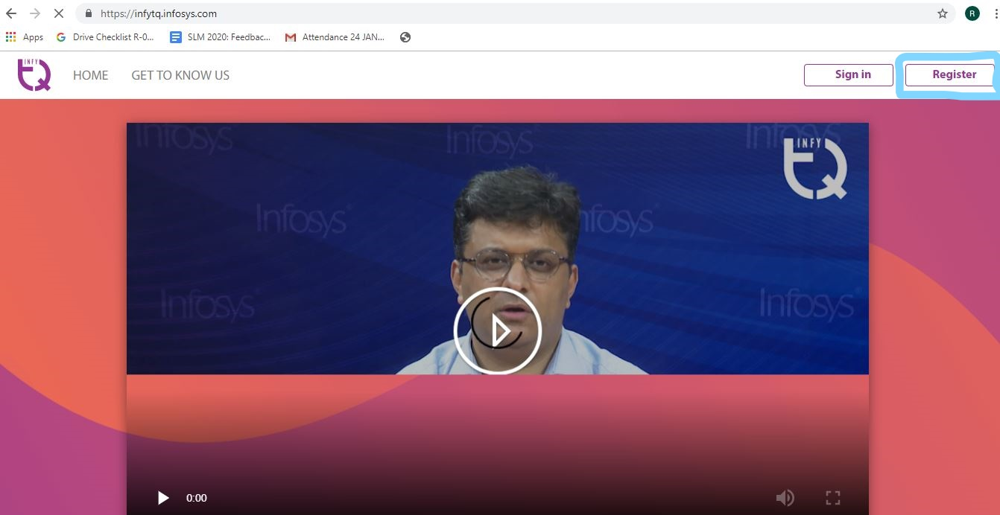 https://infytq.infosys.com
R
Apps
Drive Checklist R-0...
SLM 2020: Feedbac...
Attendance 24 JAN...
INFY
TQ
HOME
GET TO KNOW US
Sign in
Register
Infosys
Infosys
Infosys
INFY
TQ
Infosys
nfosys
Infosys
Infosys
0:00